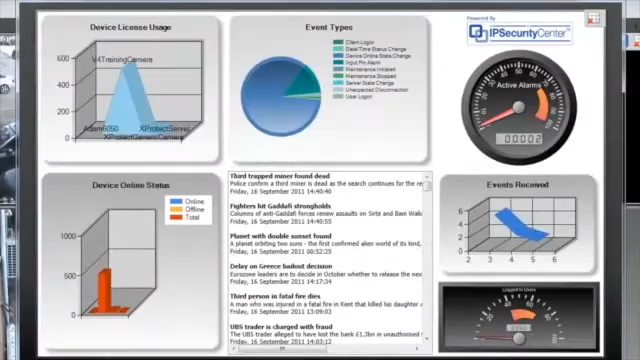 Device License Usage
600
400
200
0
V4TrainingCamera
Adam6050
XProtectServer
XProtectGenericCamera
Event Types
Client Logon
Date/Time Status Change
Device Online State Change
Input Pin Alarm
Maintenance Initiated
Maintenance Stopped
Server State Change
Unexpected Disconnection
User Logon
Powered By
IPSecurityCenter™
Active Alarms
00002
Device Online Status
Online
Offline
Total
1000
500
0
Third trapped miner found dead
Police confirm a third miner is dead as the search continues for the re
Friday, 16 September 2011 14:40:40
Fighters hit Gaddafi strongholds
Columns of anti-Gaddafi forces renew assaults on Sirte and Bani Wale
Friday, 16 September 2011 14:40:55
Planet with double sunset found
A planet orbiting two suns - the first confirmed alien world of its kind,
Friday, 16 September 2011 00:52:25
Delay on Greece bailout decision
Eurozone leaders are to decide in October whether to release the next
Friday, 16 September 2011 14:17:34
Third person in fatal fire dies
A man who was injured in a fatal fire in Kent that killed his daughter
Friday, 16 September 2011 13:09:03
UBS trader is charged with fraud
The UBS trader alleged to have lost the bank £1.3bn in unauthorised
Friday, 16 September 2011 14:03:12
Events Received
6
4
2
0
2
3
4
5
6
Logged In Users